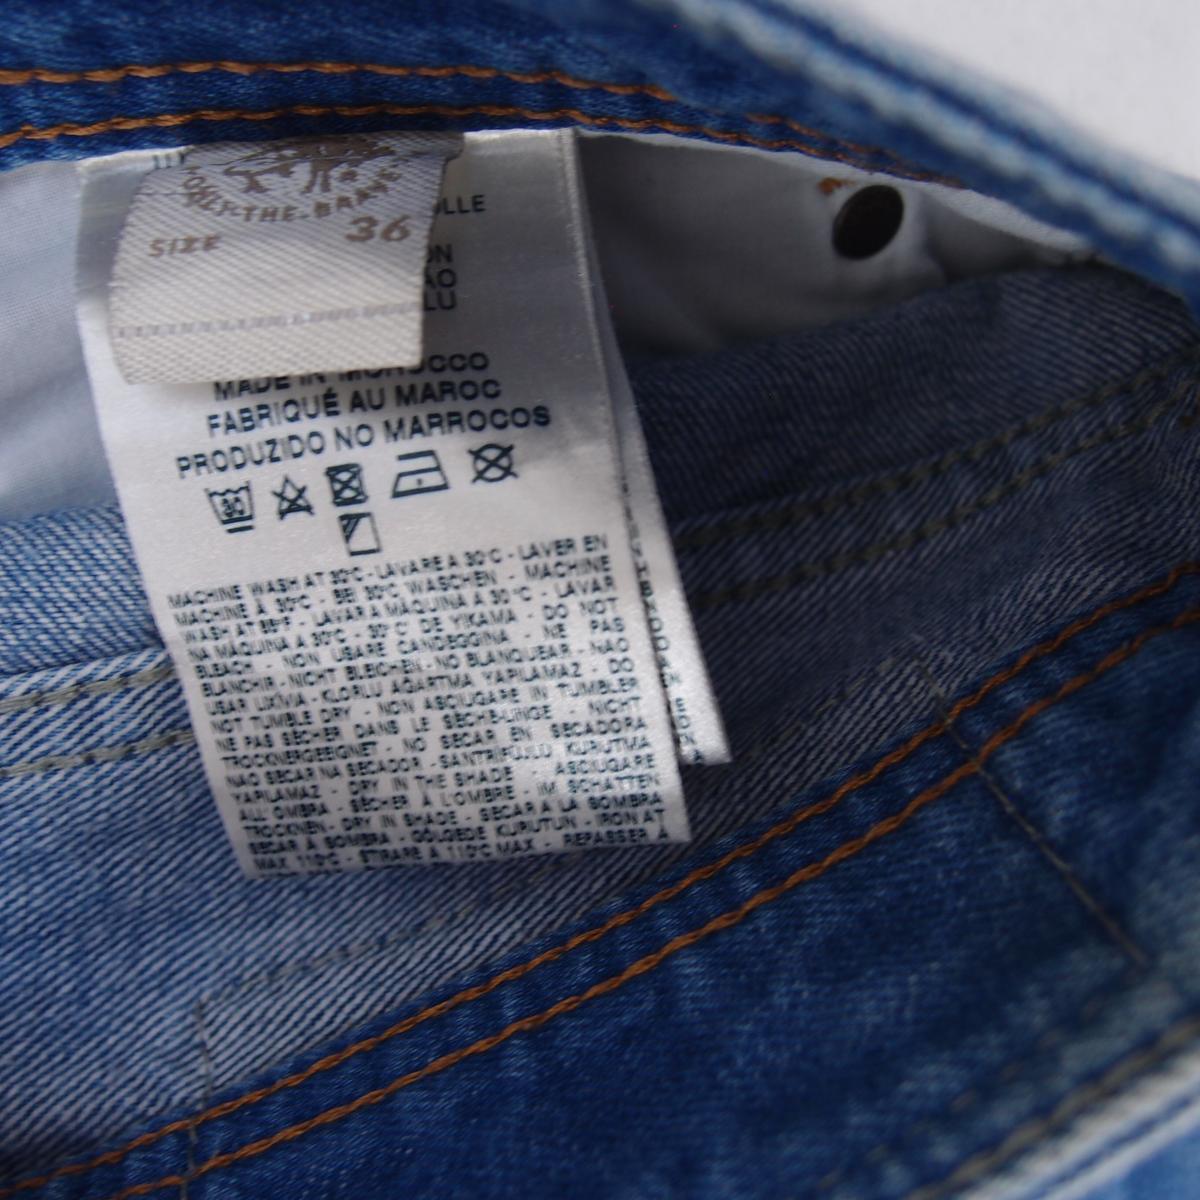 ONLY-THE-BRAVE
SIZE 36
MADE IN MOROCCO
FABRIQUÉ AU MAROC
PRODUZIDO NO MARROCOS
30
MACHINE WASH AT 30°C - LAVARE A 30°C - LAVER EN
MACHINE À 30°C - BEI 30°C WASCHEN - MACHINE
WASH AT 85°F - LAVAR A MÁQUINA A 30°C - LAVAR
NA MÁQUINA A 30°C - 30°C DE YIKAMA - DO NOT
BLEACH - NON USARE CANDEGGINA - NE PAS
BLANCHIR - NICHT BLEICHEN - NO BLANQUEAR - NAO
USAR LIXIVIA - KLORLU AĞARTMA YAPILAMAZ - DO
NOT TUMBLE DRY - NON ASCIUGARE IN TUMBLER
NE PAS SÉCHER DANS LE SÈCHE-LINGE - NICHT
TROCKNERGEEIGNET - NO SECAR EN SECADORA
NAO SECAR NA SECADOR - KURUTMA
YAPILAMAZ - DRY IN THE SHADE - ASCIUGARE
ALL'OMBRA - SÉCHER À L'OMBRE - IM SCHATTEN
TROCKNEN - DRY IN SHADE - SECAR A LA SOMBRA
SECAR À SOMBRA - GÖLGEDE KURUTUN - IRON AT
MAX 110°C - STIRARE A 110°C MAX - REPASSER À